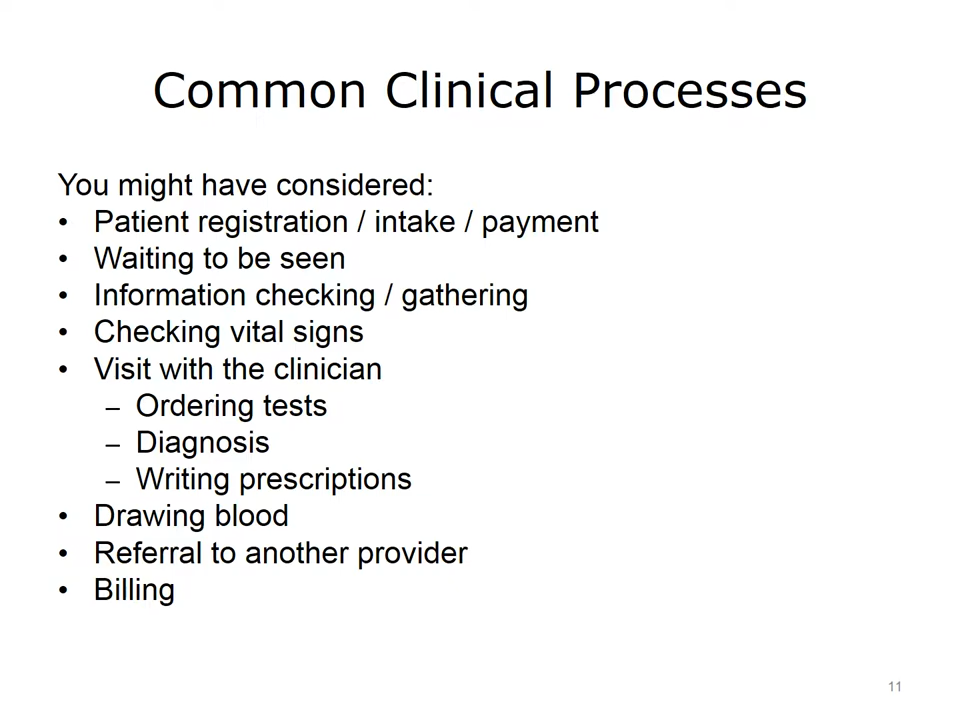 Common Clinical Processes
You might have considered:
• Patient registration / intake / payment
• Waiting to be seen
• Information checking / gathering
• Checking vital signs
• Visit with the clinician
– Ordering tests
– Diagnosis
– Writing prescriptions
• Drawing blood
• Referral to another provider
• Billing
11